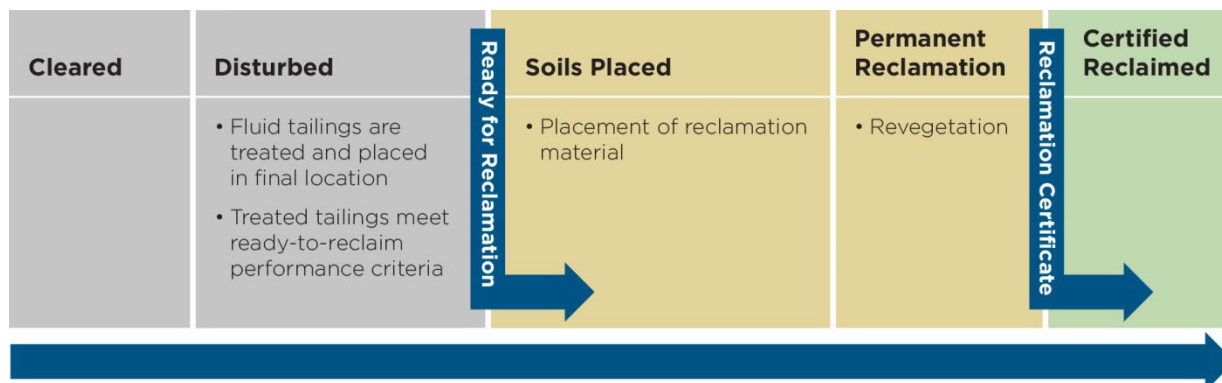 Cleared
Disturbed
• Fluid tailings are
treated and placed
in final location
• Treated tailings meet
ready-to-reclaim
performance criteria
Ready for Reclamation
Soils Placed
• Placement of reclamation
material
Permanent
Reclamation
• Revegetation
Reclamation Certificate
Certified
Reclaimed